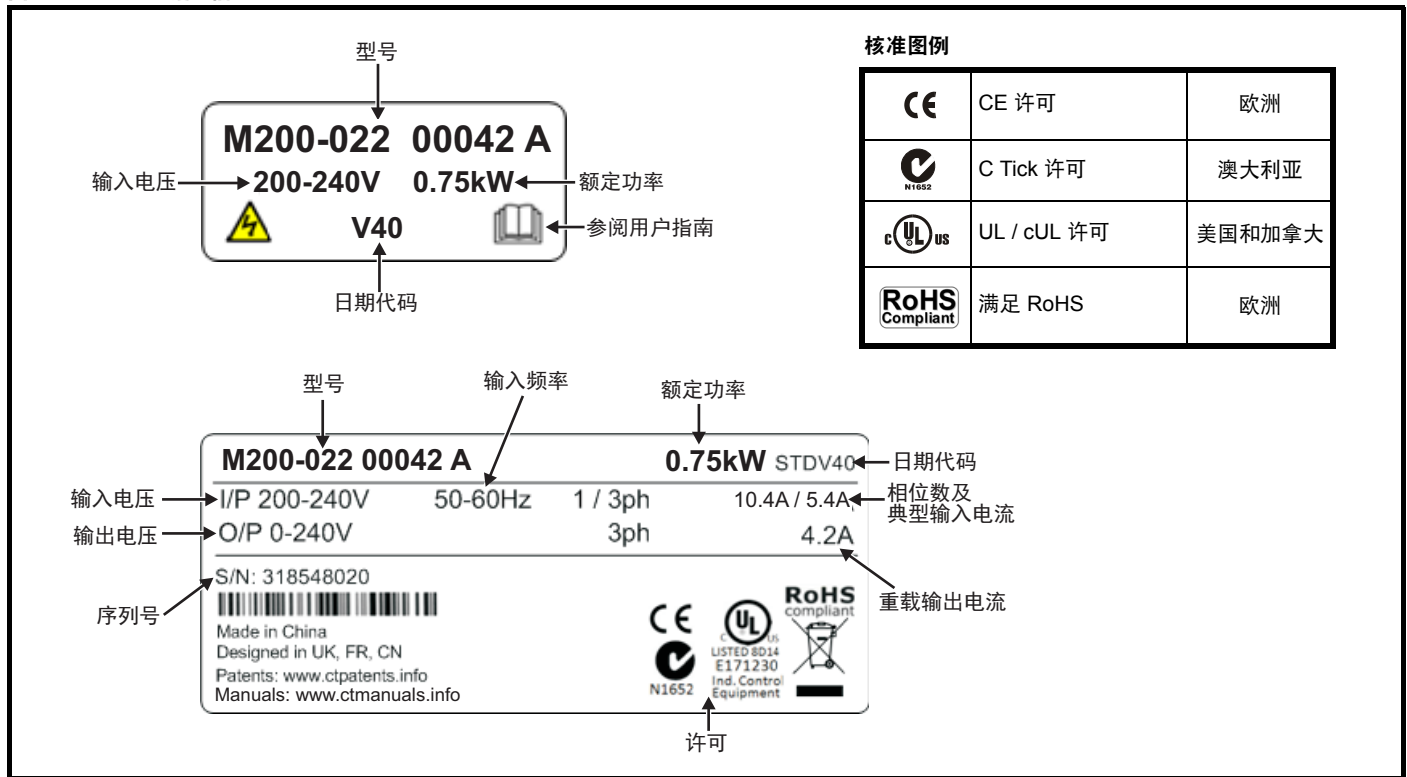 型号
M200-022 00042 A
输入电压
200-240V 0.75kW
额定功率
V40
参阅用户指南
日期代码
核准图例
CE 许可 欧洲
N1652 C Tick 许可 澳大利亚
c UL us UL / cUL 许可 美国和加拿大
RoHS Compliant 满足 RoHS 欧洲
型号
输入频率
额定功率
M200-022 00042 A 0.75kW STDV40
日期代码
输入电压
I/P 200-240V 50-60Hz 1 / 3ph 10.4A / 5.4A
相位数及
典型输入电流
输出电压
O/P 0-240V 3ph 4.2A
重载输出电流
序列号
S/N: 318548020
Made in China
Designed in UK, FR, CN
Patents: www.ctpatents.info
Manuals: www.ctmanuals.info
CE
N1652
C UL US
LISTED 8D14
E171230
Ind. Control
Equipment
RoHS
compliant
许可